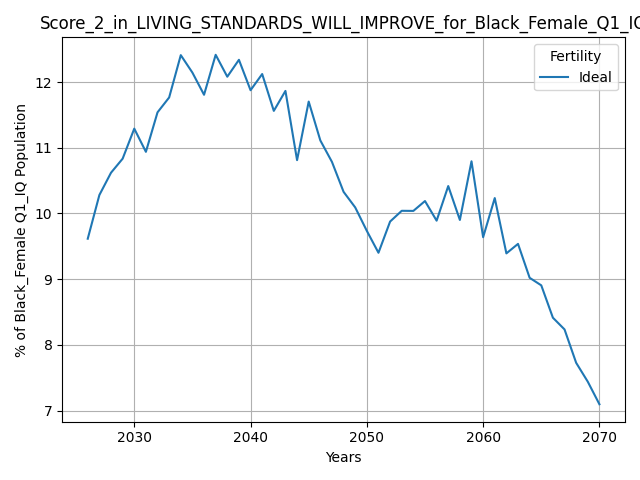 Score_2_in_LIVING_STANDARDS_WILL_IMPROVE_for_Black_Female_Q1_IQ
Fertility
Ideal
% of Black_Female Q1_IQ Population
12
11
10
9
8
7
2030 2040 2050 2060 2070
Years